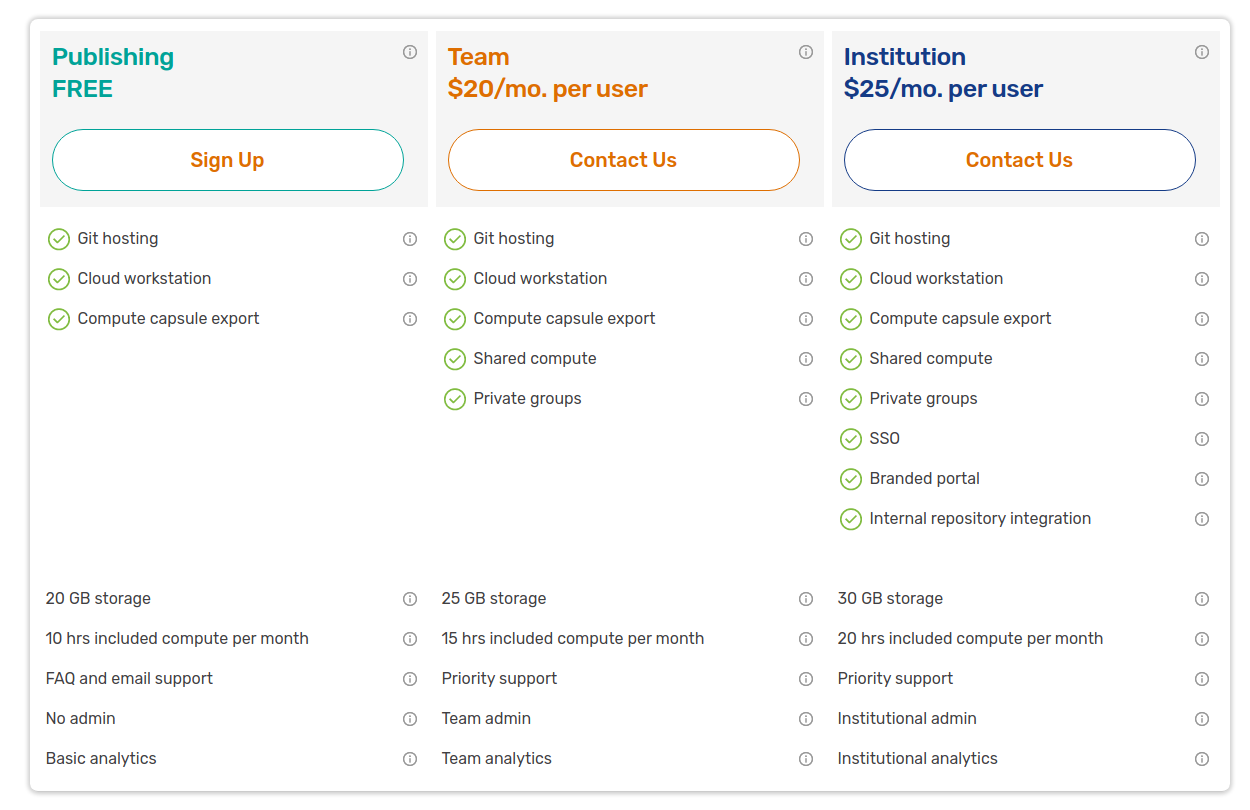 Publishing
FREE
Sign Up
Git hosting
Cloud workstation
Compute capsule export
20 GB storage
10 hrs included compute per month
FAQ and email support
No admin
Basic analytics
Team
$20/mo. per user
Contact Us
Git hosting
Cloud workstation
Compute capsule export
Shared compute
Private groups
25 GB storage
15 hrs included compute per month
Priority support
Team admin
Team analytics
Institution
$25/mo. per user
Contact Us
Git hosting
Cloud workstation
Compute capsule export
Shared compute
Private groups
SSO
Branded portal
Internal repository integration
30 GB storage
20 hrs included compute per month
Priority support
Institutional admin
Institutional analytics